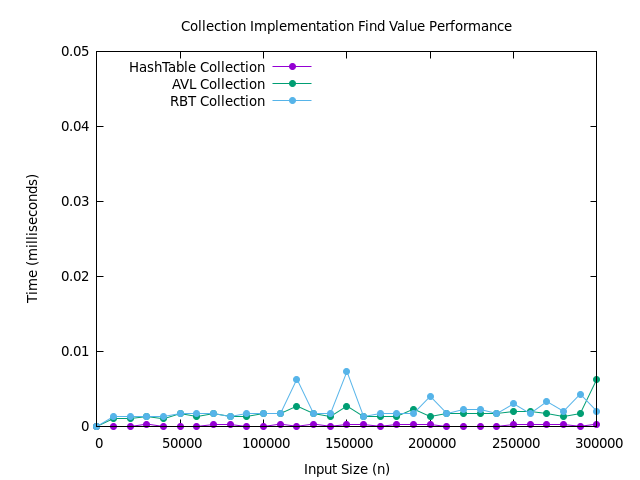 Collection Implementation Find Value Performance
0.05
0.04
0.03
0.02
0.01
0
Time (milliseconds)
HashTable Collection
AVL Collection
RBT Collection
0 50000 100000 150000 200000 250000 300000
Input Size (n)